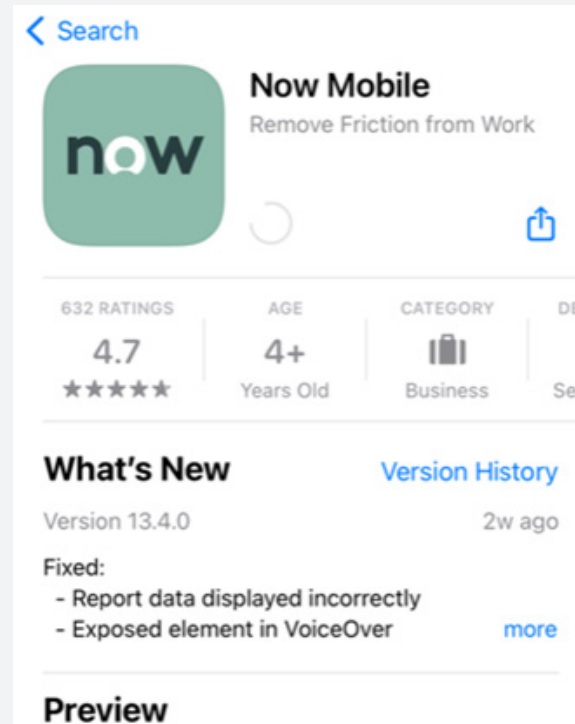 Search
now
Now Mobile
Remove Friction from Work
632 RATINGS
4.7
AGE
4+
Years Old
CATEGORY
Business
DE
Se
What's New
Version History
Version 13.4.0
2w ago
Fixed:
- Report data displayed incorrectly
- Exposed element in VoiceOver
more
Preview